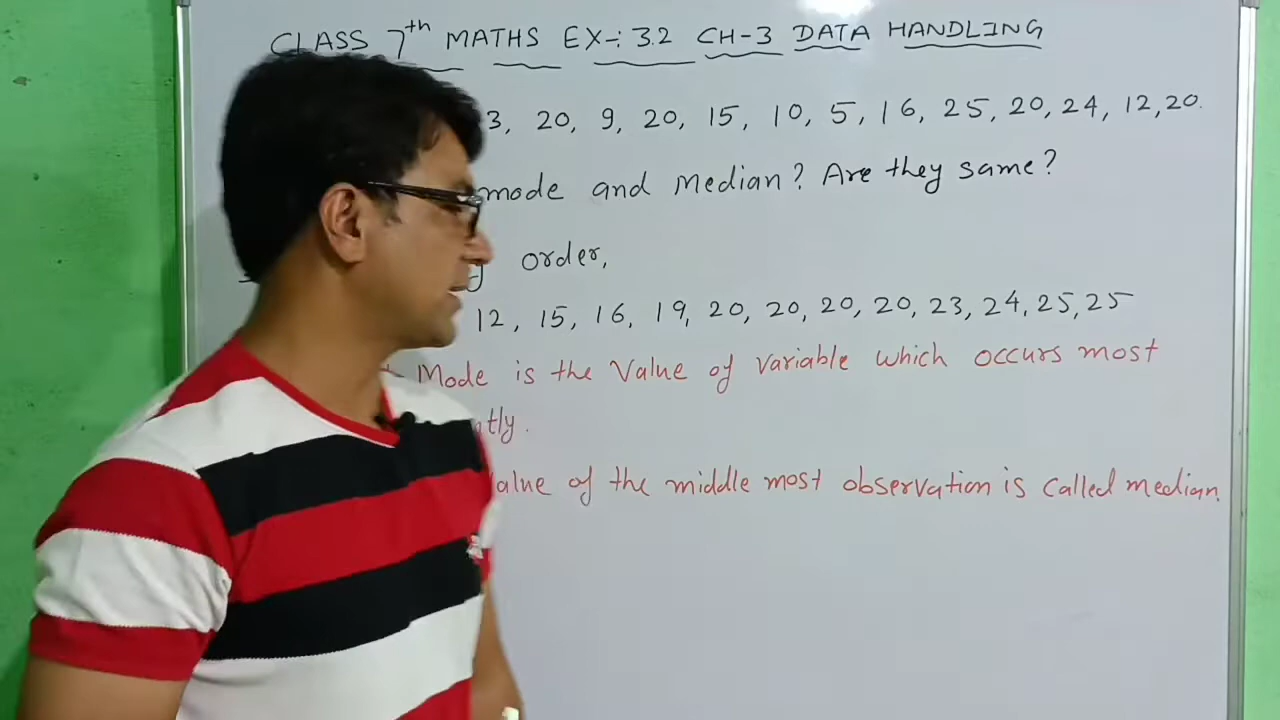 CLASS 7th MATHS EX-: 3.2 CH-3 DATA HANDLING
3, 20, 9, 20, 15, 10, 5, 16, 25, 20, 24, 12, 20.
mode and median? Are they same?
order,
12, 15, 16, 19, 20, 20, 20, 20, 23, 24, 25, 25
Mode is the value of variable which occurs most
of the middle most observation is called median.